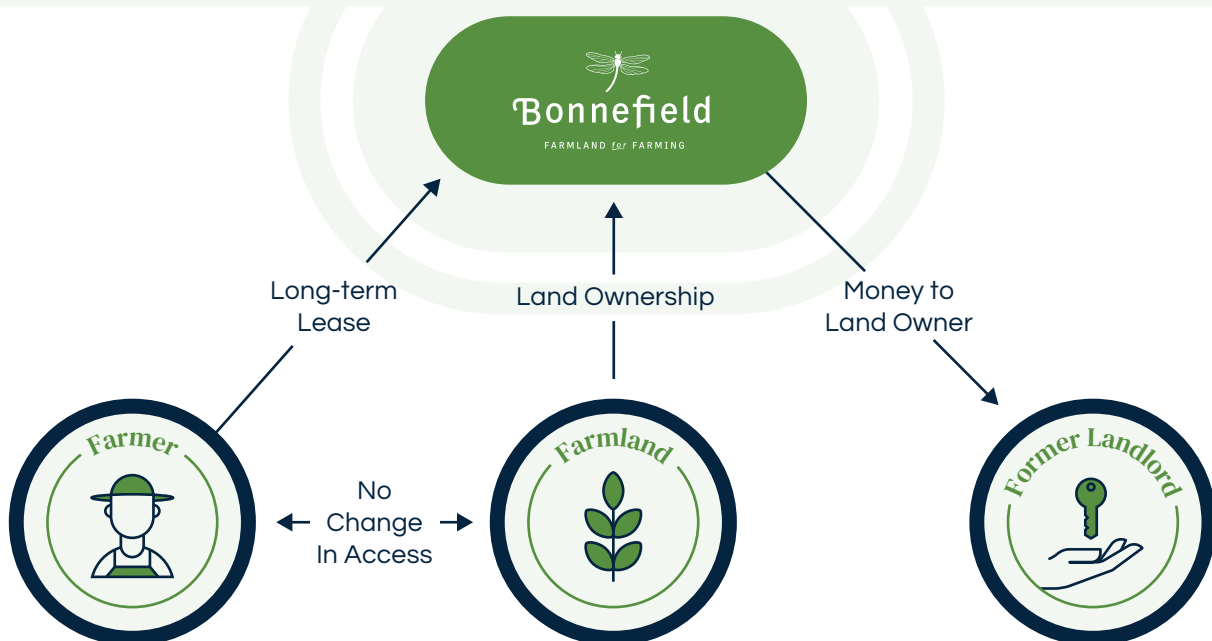 Bonnefield
FARMLAND for FARMING
Long-term
Lease
Land Ownership
Money to
Land Owner
Farmer
No
Change
In Access
Farmland
Former Landlord